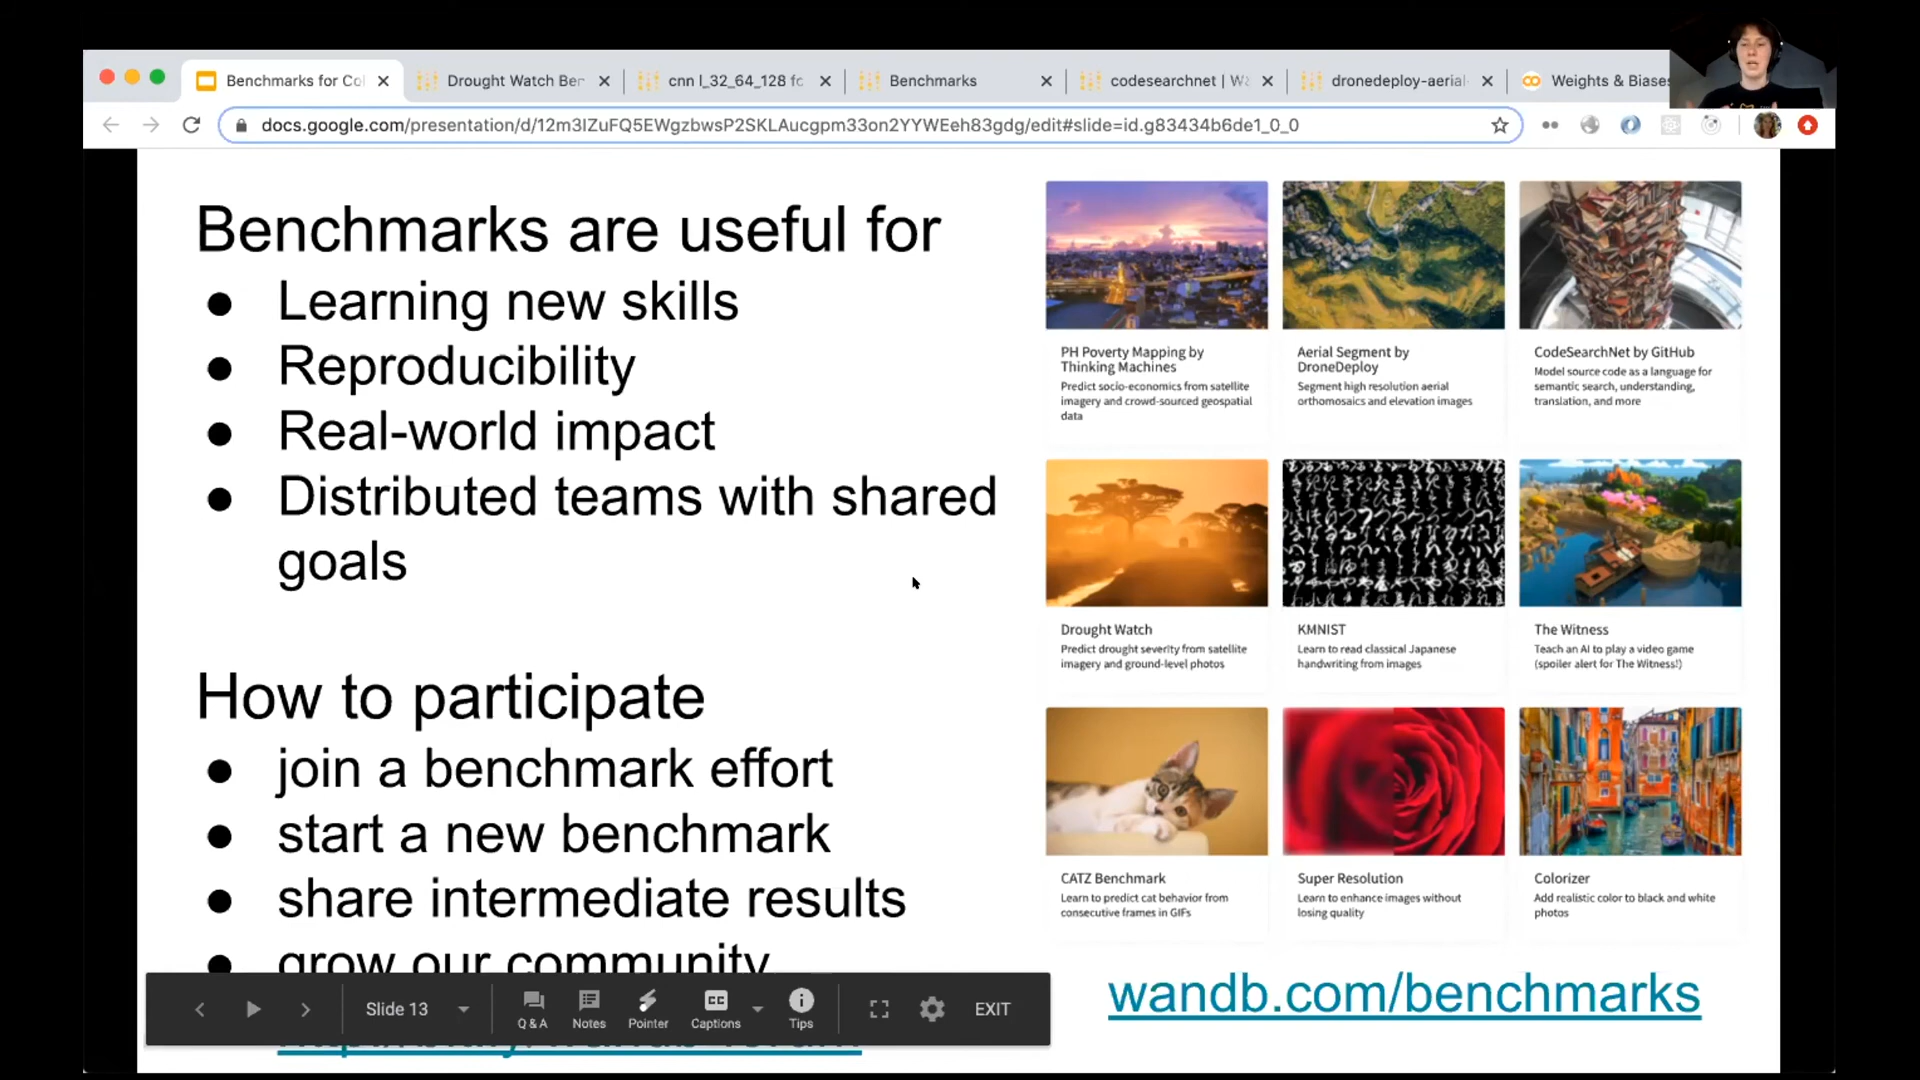 Benchmarks for Col
Drought Watch Ben
cnn l_32_64_128 fo
Benchmarks
codesearchnet | Wa
dronedeploy-aerial-
Weights & Biases
docs.google.com/presentation/d/12m3IZuFQ5EWgzbwsP2SKLAucgpm33on2YYWEeh83gdg/edit#slide=id.g83434b6de1_0_0
Benchmarks are useful for
● Learning new skills
● Reproducibility
● Real-world impact
● Distributed teams with shared
goals
How to participate
● join a benchmark effort
● start a new benchmark
● share intermediate results
● grow our community
PH Poverty Mapping by
Thinking Machines
Predict socio-economics from satellite
imagery and crowd-sourced geospatial
data
Aerial Segment by
DroneDeploy
Segment high resolution aerial
orthomosaics and elevation images
CodeSearchNet by GitHub
Model source code as a language for
semantic search, understanding,
translation, and more
Drought Watch
Predict drought severity from satellite
imagery and ground-level photos
KMNIST
Learn to read classical Japanese
handwriting from images
The Witness
Teach an AI to play a video game
(spoiler alert for The Witness!)
CATZ Benchmark
Learn to predict cat behavior from
consecutive frames in GIFs
Super Resolution
Learn to enhance images without
losing quality
Colorizer
Add realistic color to black and white
photos
wandb.com/benchmarks
Slide 13
Q & A
Notes
Pointer
CC
Captions
Tips
EXIT